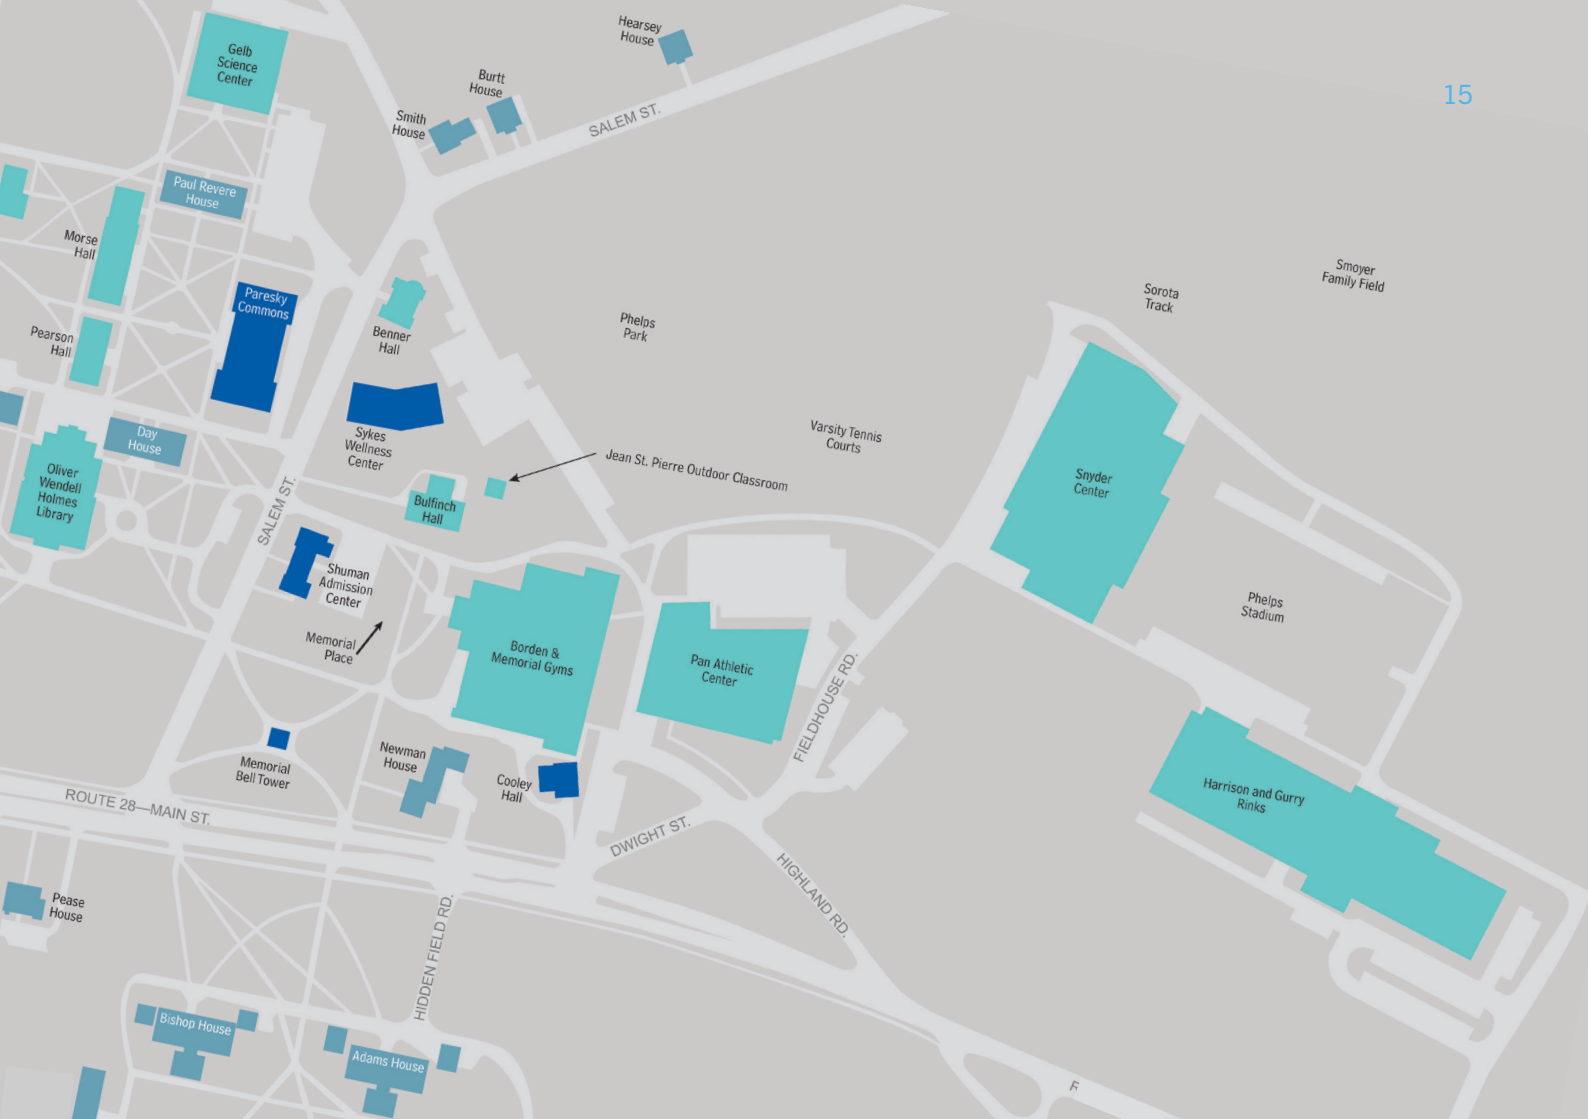 Hearsey
House
Gelb
Science
Center
Burtt
House
15
Smith
House
SALEM ST.
Paul Revere
House
Morse
Hall
Smoyer
Family Field
Sorota
Track
Paresky
Commons
Phelps
Park
Pearson
Hall
Benner
Hall
Day
House
Sykes
Wellness
Center
Varsity Tennis
Courts
Jean St. Pierre Outdoor Classroom
Oliver
Wendell
Holmes
Library
Snyder
Center
Bulfinch
Hall
SALEM ST.
Shuman
Admission
Center
Phelps
Stadium
Memorial
Place
Borden &
Memorial Gyms
Pan Athletic
Center
FIELDHOUSE RD.
Newman
House
Memorial
Bell Tower
Cooley
Hall
Harrison and Gurry
Rinks
ROUTE 28—MAIN ST.
DWIGHT ST.
HIGHLAND RD.
Pease
House
HIDDEN FIELD RD.
Bishop House
Adams House
F